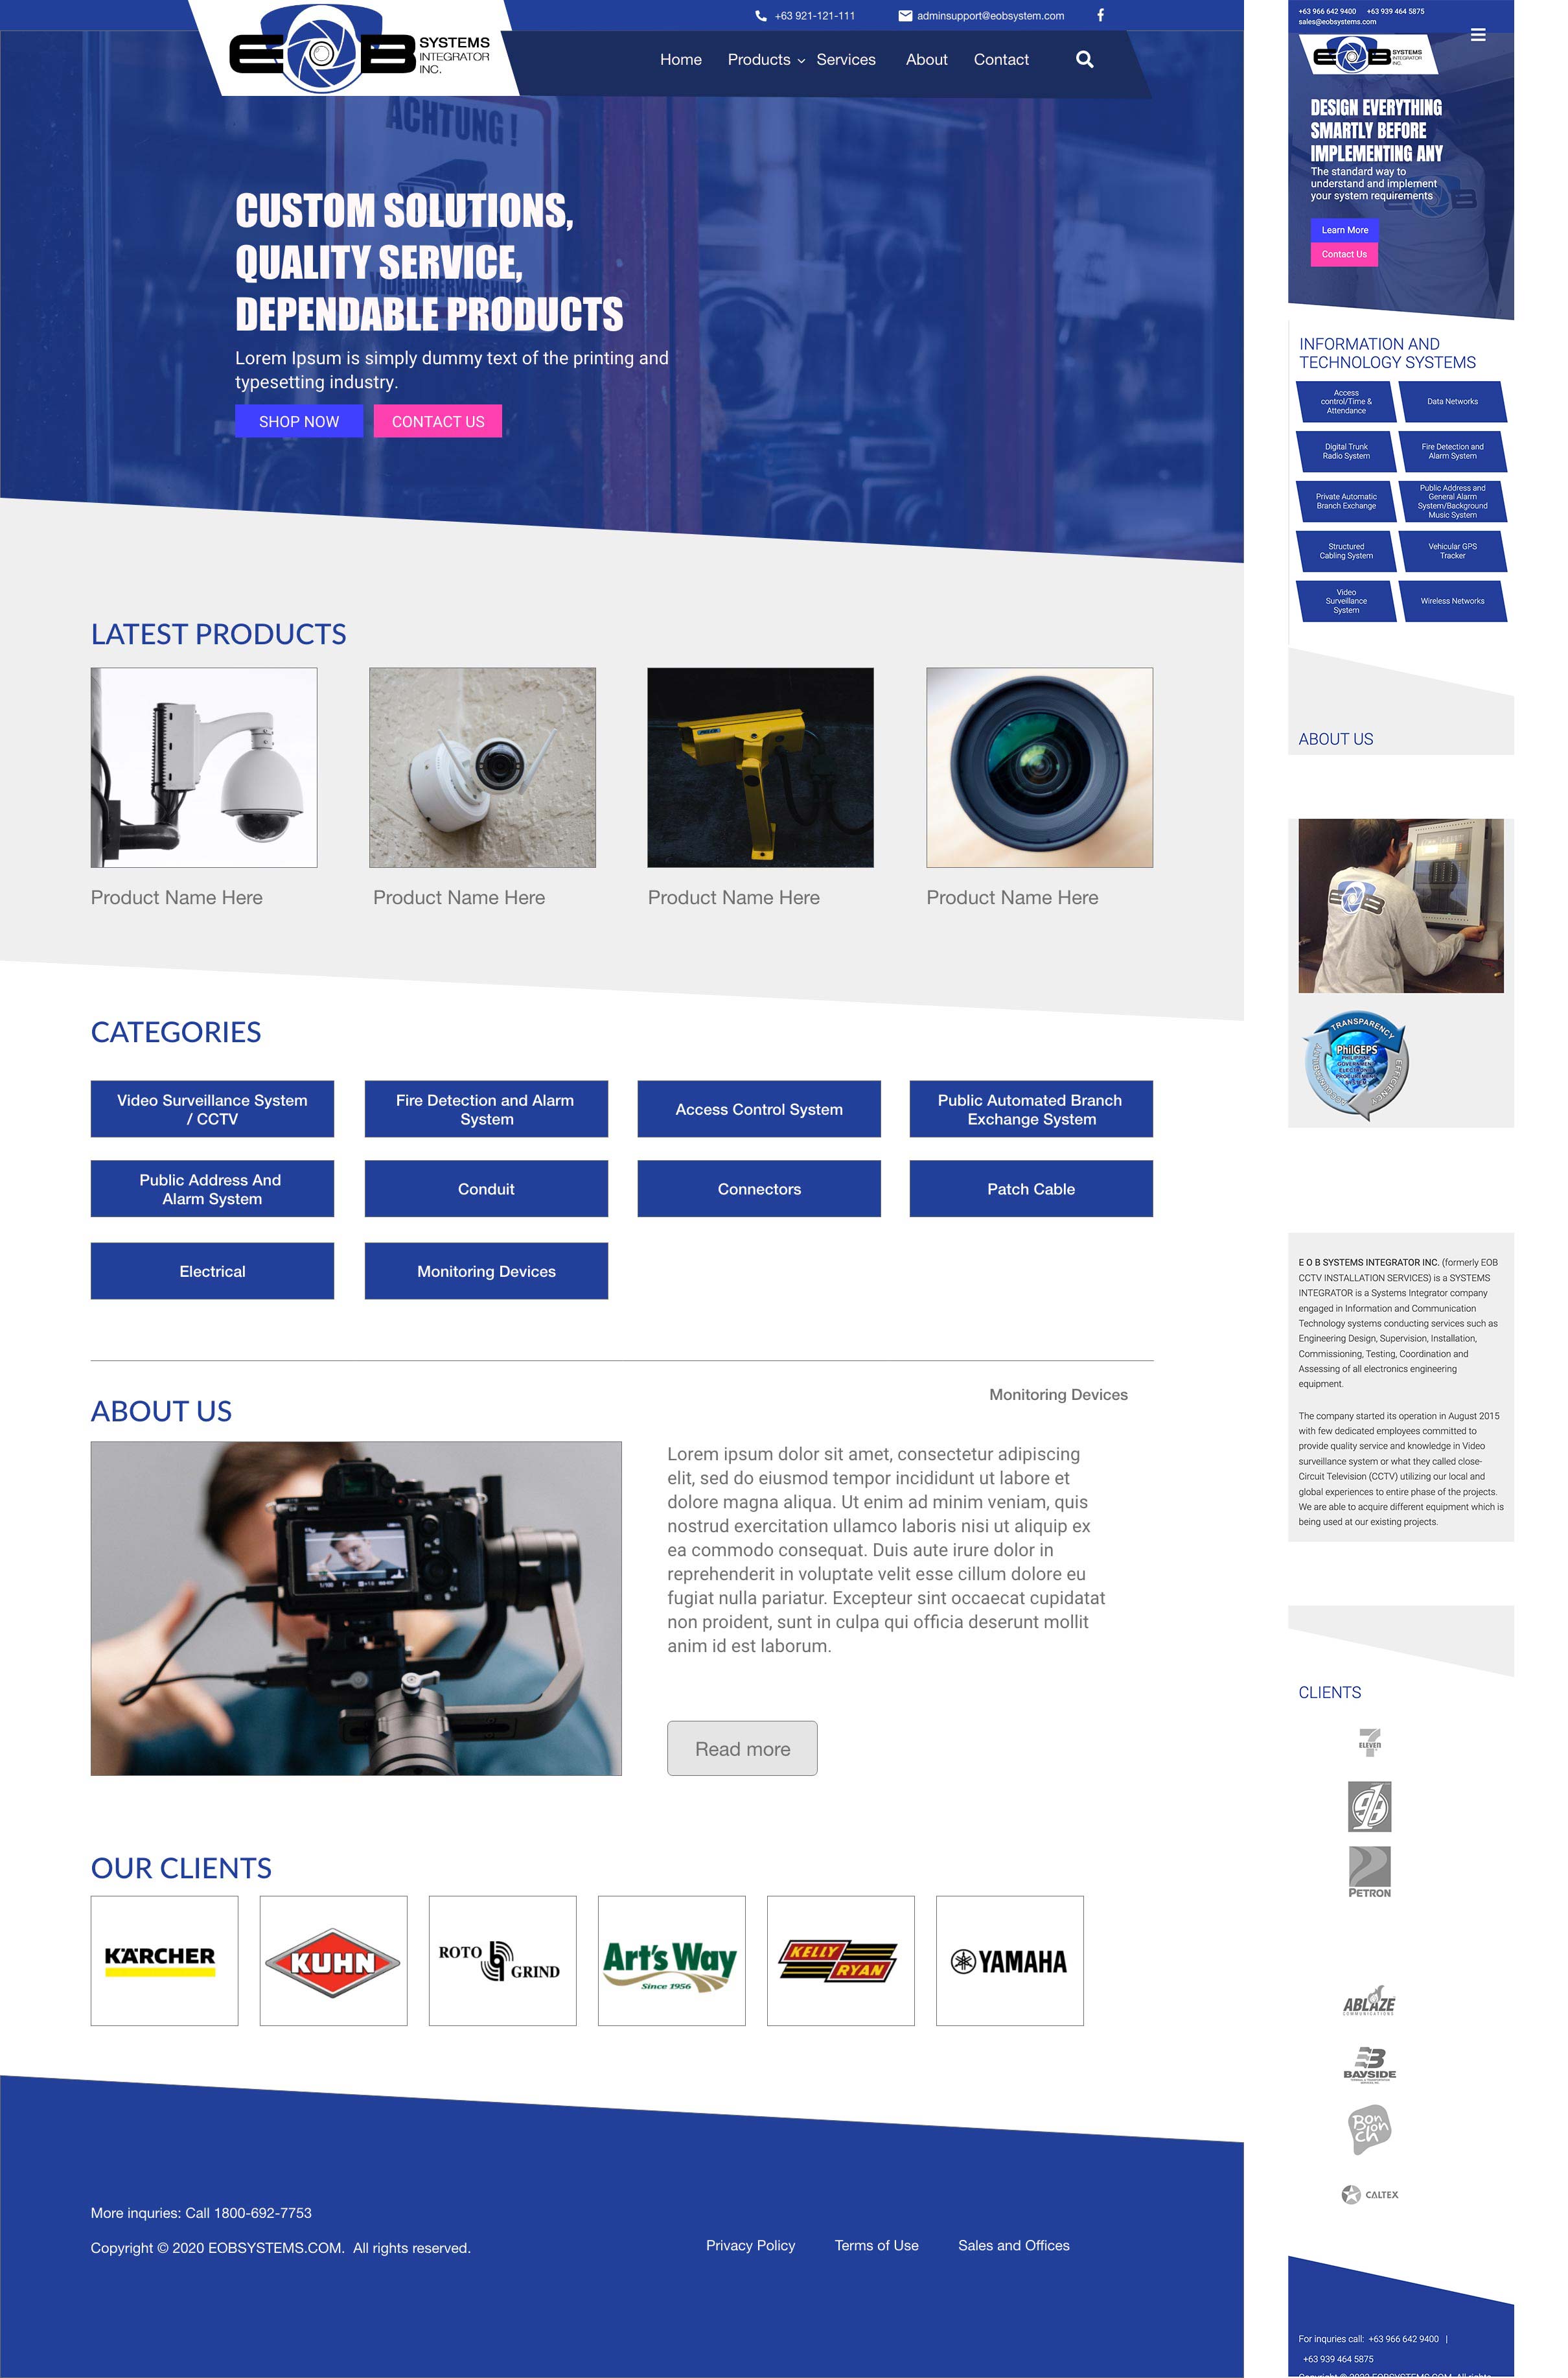 +63 921-121-111
adminsupport@eobsystem.com
EOB
SYSTEMS
INTEGRATOR
INC.
Home
Products
Services
About
Contact
ACHTUNG!
VIDEOÜBERWACHUNG
CUSTOM SOLUTIONS,
QUALITY SERVICE,
DEPENDABLE PRODUCTS
Lorem Ipsum is simply dummy text of the printing and
typesetting industry.
SHOP NOW
CONTACT US
LATEST PRODUCTS
Product Name Here
Product Name Here
Product Name Here
Product Name Here
CATEGORIES
Video Surveillance System
/ CCTV
Fire Detection and Alarm
System
Access Control System
Public Automated Branch
Exchange System
Public Address And
Alarm System
Conduit
Connectors
Patch Cable
Electrical
Monitoring Devices
ABOUT US
Monitoring Devices
Lorem ipsum dolor sit amet, consectetur adipiscing
elit, sed do eiusmod tempor incididunt ut labore et
dolore magna aliqua. Ut enim ad minim veniam, quis
nostrud exercitation ullamco laboris nisi ut aliquip ex
ea commodo consequat. Duis aute irure dolor in
reprehenderit in voluptate velit esse cillum dolore eu
fugiat nulla pariatur. Excepteur sint occaecat cupidatat
non proident, sunt in culpa qui officia deserunt mollit
anim id est laborum.
Read more
OUR CLIENTS
KÄRCHER
KUHN
ROTO
GRIND
Art's Way
Since 1956
KELLY
RYAN
YAMAHA
More inquries: Call 1800-692-7753
Copyright © 2020 EOBSYSTEMS.COM. All rights reserved.
Privacy Policy
Terms of Use
Sales and Offices
+63 966 642 9400 +63 939 464 5875
sales@eobsystems.com
EOB
SYSTEMS
INTEGRATOR
INC.
DESIGN EVERYTHING
SMARTLY BEFORE
IMPLEMENTING ANY
The standard way to
understand and implement
your system requirements
Learn More
Contact Us
INFORMATION AND
TECHNOLOGY SYSTEMS
Access
control/Time &
Attendance
Data Networks
Digital Trunk
Radio System
Fire Detection and
Alarm System
Private Automatic
Branch Exchange
Public Address and
General Alarm
System/Background
Music System
Structured
Cabling System
Vehicular GPS
Tracker
Video
Surveillance
System
Wireless Networks
ABOUT US
EOB
TRANSPARENCY
EFFICIENCY
ACCOUNTABILITY
PhilGEPS
PHILIPPINE
GOVERNMENT
ELECTRONIC
PROCUREMENT
SYSTEM
E O B SYSTEMS INTEGRATOR INC. (formerly EOB
CCTV INSTALLATION SERVICES) is a SYSTEMS
INTEGRATOR is a Systems Integrator company
engaged in Information and Communication
Technology systems conducting services such as
Engineering Design, Supervision, Installation,
Commissioning, Testing, Coordination and
Assessing of all electronics engineering
equipment.
The company started its operation in August 2015
with few dedicated employees committed to
provide quality service and knowledge in Video
surveillance system or what they called close-
Circuit Television (CCTV) utilizing our local and
global experiences to entire phase of the projects.
We are able to acquire different equipment which is
being used at our existing projects.
CLIENTS
7
ELEVEn
PETRON
ABLAZE
COMMUNICATIONS
BAYSIDE
Bon
chon
CALTEX
For inquries call: +63 966 642 9400 |
+63 939 464 5875
Copyright © 2022 EOBSYSTEMS.COM. All rights